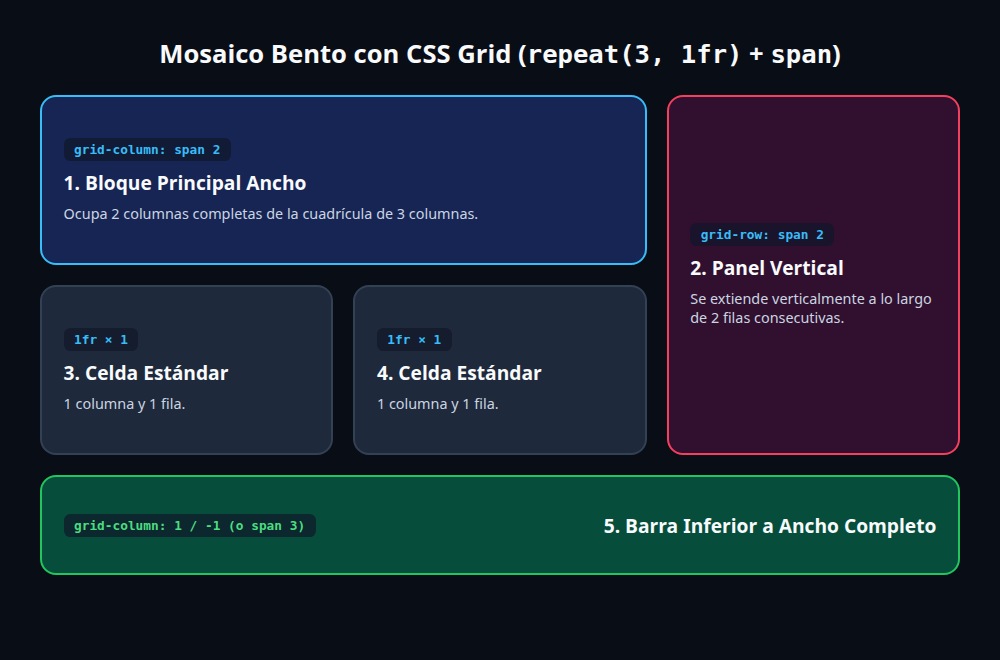 Mosaico Bento con CSS Grid (repeat(3, 1fr) + span)
grid-column: span 2
1. Bloque Principal Ancho
Ocupa 2 columnas completas de la cuadrícula de 3 columnas.
grid-row: span 2
2. Panel Vertical
Se extiende verticalmente a lo largo
de 2 filas consecutivas.
1fr × 1
3. Celda Estándar
1 columna y 1 fila.
1fr × 1
4. Celda Estándar
1 columna y 1 fila.
grid-column: 1 / -1 (o span 3)
5. Barra Inferior a Ancho Completo